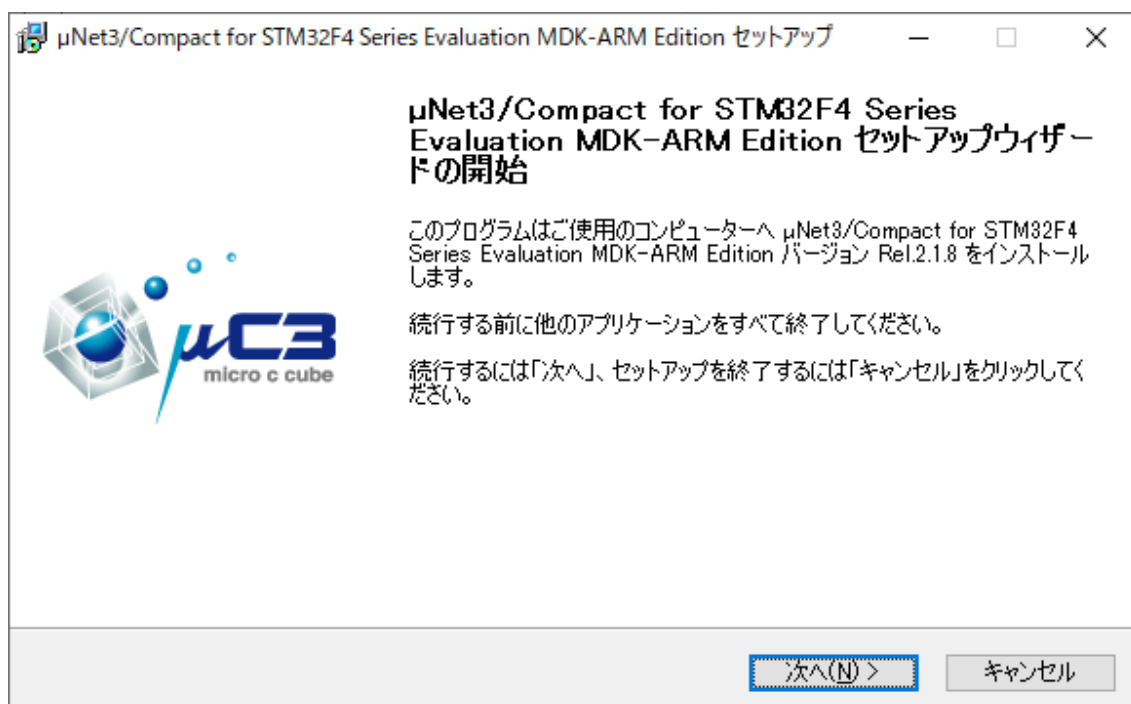 μNet3/Compact for STM32F4 Series Evaluation MDK-ARM Edition セットアップ
μNet3/Compact for STM32F4 Series
Evaluation MDK-ARM Edition セットアップウィザー
ドの開始
このプログラムはご使用のコンピューターへ μNet3/Compact for STM32F4
Series Evaluation MDK-ARM Edition バージョン Rel.2.1.8 をインストール
します。
続行する前に他のアプリケーションをすべて終了してください。
続行するには「次へ」、セットアップを終了するには「キャンセル」をクリックしてく
ださい。
μC3
micro c cube
次へ(N) >
キャンセル